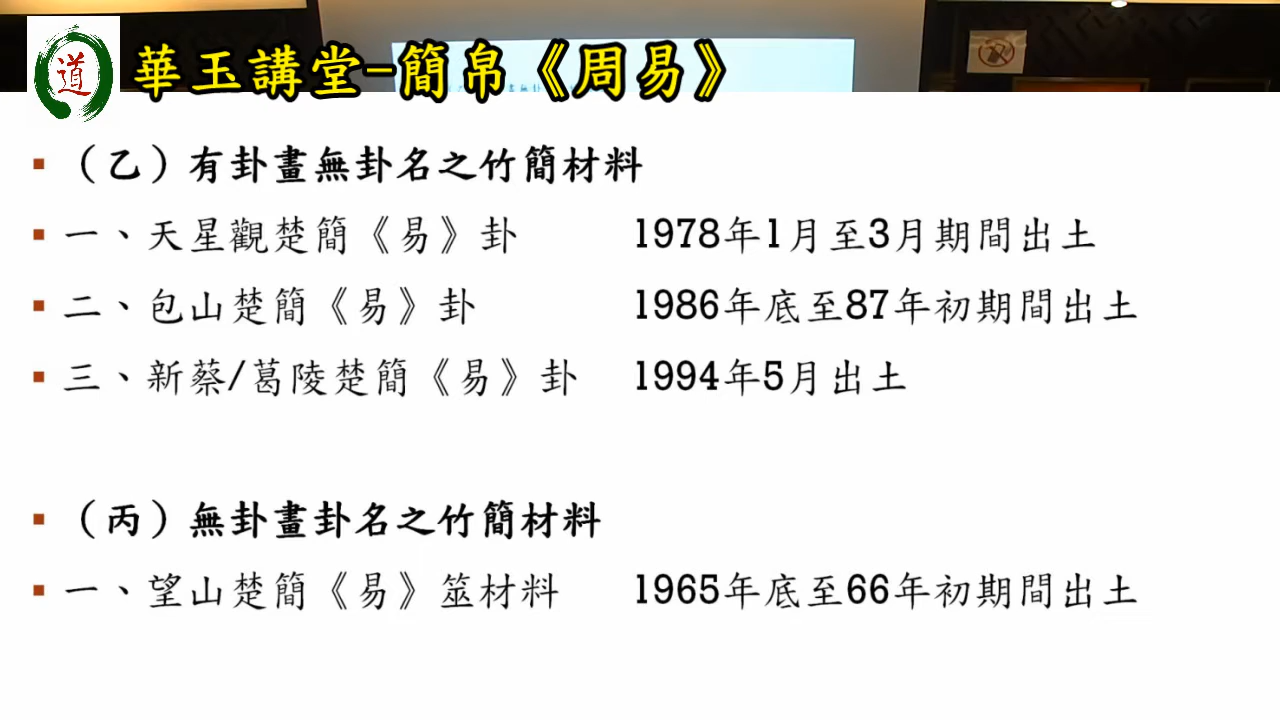 道
華玉講堂-簡帛《周易》
（乙）有卦畫無卦名之竹簡材料
一、天星觀楚簡《易》卦 1978年1月至3月期間出土
二、包山楚簡《易》卦 1986年底至87年初期間出土
三、新蔡/葛陵楚簡《易》卦 1994年5月出土
（丙）無卦畫卦名之竹簡材料
一、望山楚簡《易》筮材料 1965年底至66年初期間出土